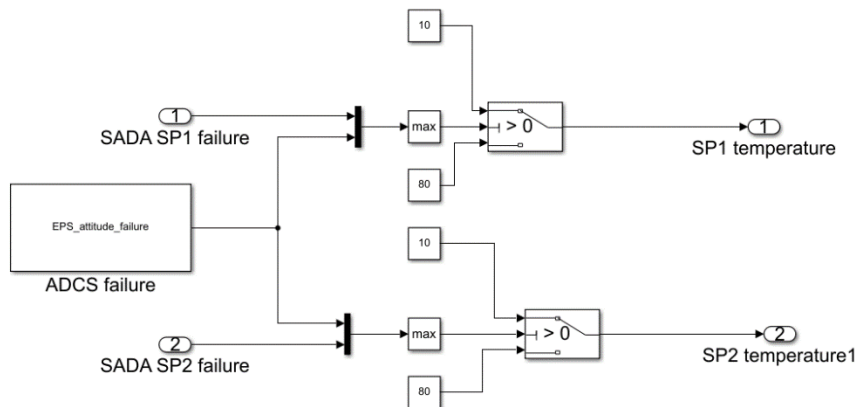 10
1
SADA SP1 failure
max
> 0
1
SP1 temperature
80
EPS_attitude_failure
ADCS failure
10
max
> 0
2
SP2 temperature1
2
SADA SP2 failure
80